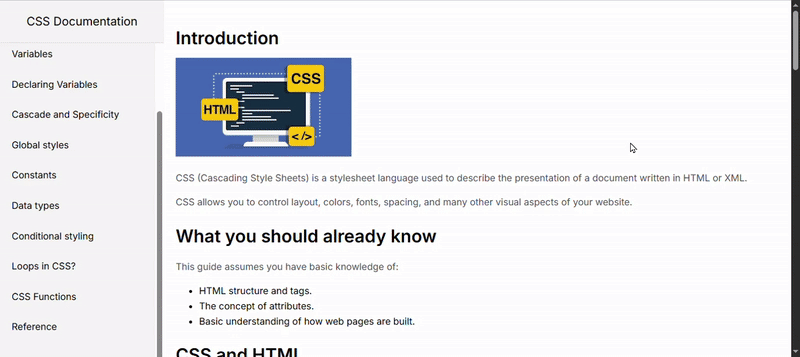 CSS Documentation
Variables
Declaring Variables
Cascade and Specificity
Global styles
Constants
Data types
Conditional styling
Loops in CSS?
CSS Functions
Reference
Introduction
CSS
HTML
</>
CSS (Cascading Style Sheets) is a stylesheet language used to describe the presentation of a document written in HTML or XML.
CSS allows you to control layout, colors, fonts, spacing, and many other visual aspects of your website.
What you should already know
This guide assumes you have basic knowledge of:
• HTML structure and tags.
• The concept of attributes.
• Basic understanding of how web pages are built.
CSS and HTML